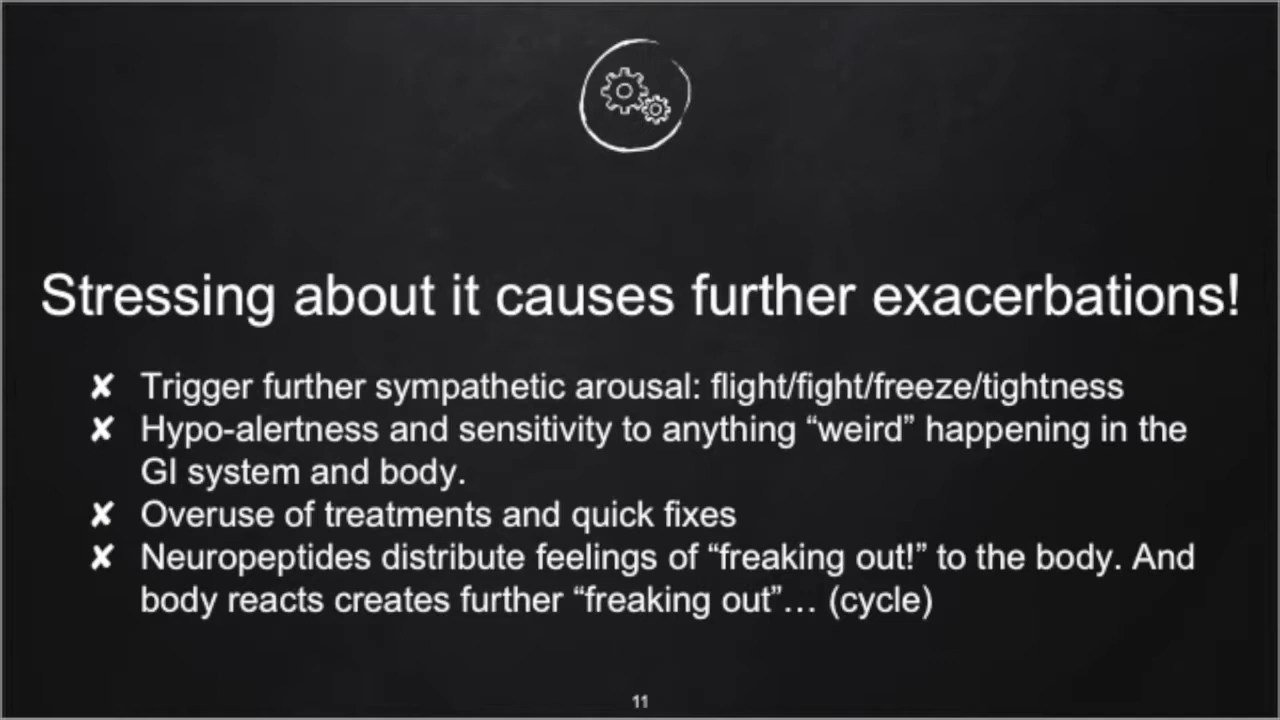 Stressing about it causes further exacerbations!
✘ Trigger further sympathetic arousal: flight/fight/freeze/tightness
✘ Hypo-alertness and sensitivity to anything “weird” happening in the
GI system and body.
✘ Overuse of treatments and quick fixes
✘ Neuropeptides distribute feelings of “freaking out!” to the body. And
body reacts creates further “freaking out”… (cycle)
11